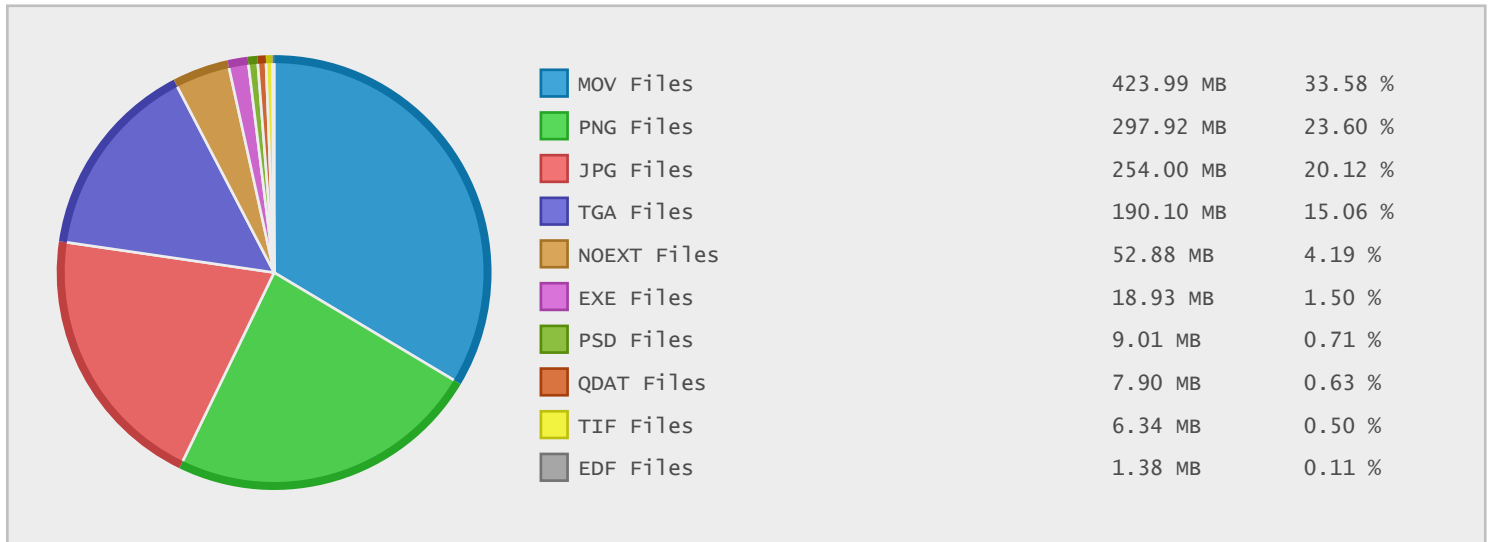 MOV Files 423.99 MB 33.58 %
PNG Files 297.92 MB 23.60 %
JPG Files 254.00 MB 20.12 %
TGA Files 190.10 MB 15.06 %
NOEXT Files 52.88 MB 4.19 %
EXE Files 18.93 MB 1.50 %
PSD Files 9.01 MB 0.71 %
QDAT Files 7.90 MB 0.63 %
TIF Files 6.34 MB 0.50 %
EDF Files 1.38 MB 0.11 %